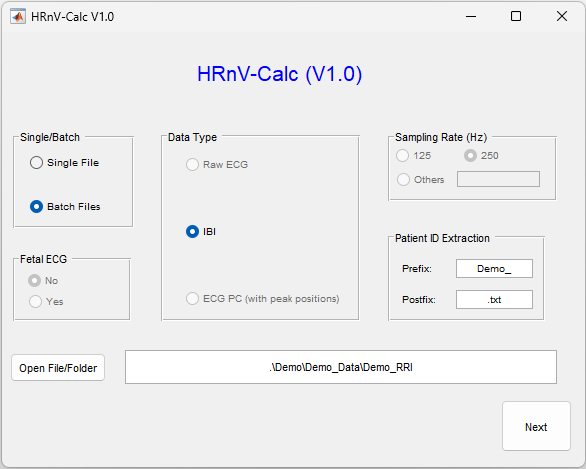 HRnV-Calc V1.0
HRnV-Calc (V1.0)
Single/Batch
Single File
Batch Files
Fetal ECG
No
Yes
Data Type
Raw ECG
IBI
ECG PC (with peak positions)
Sampling Rate (Hz)
125 250
Others
Patient ID Extraction
Prefix: Demo_
Postfix: .txt
Open File/Folder .\Demo\Demo_Data\Demo_RRI
Next